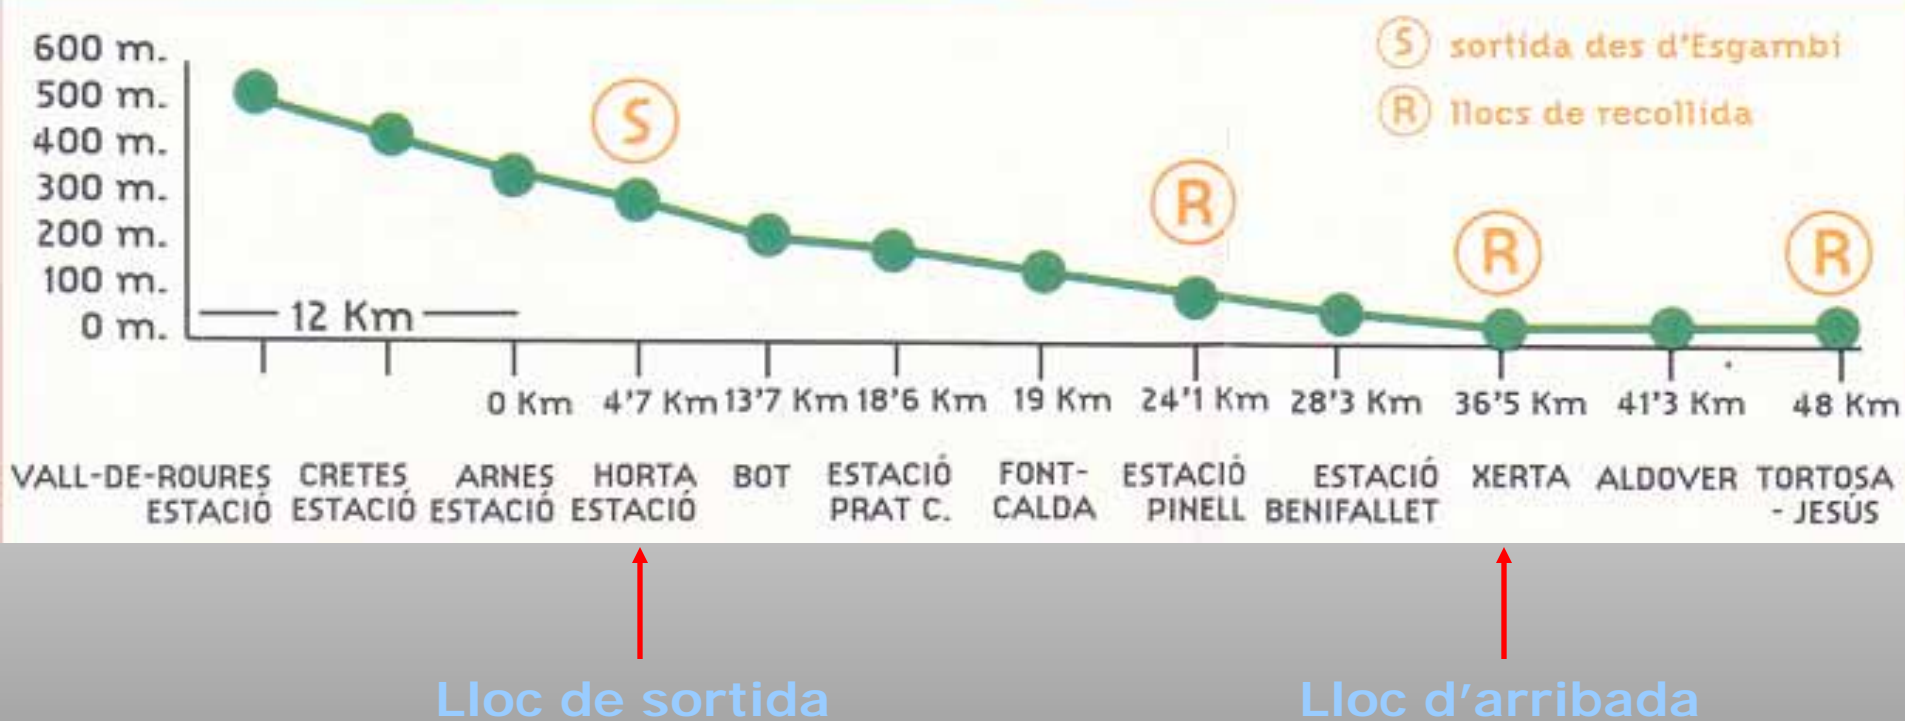 600 m.
500 m.
400 m.
300 m.
200 m.
100 m.
0 m.
S sortida des d'Esgambi
R llocs de recollida
S
R
R
R
12 Km
0 Km 4'7 Km 13'7 Km 18'6 Km 19 Km 24'1 Km 28'3 Km 36'5 Km 41'3 Km 48 Km
VALL-DE-ROURES
ESTACIÓ
CRETES
ESTACIÓ
ARNES
ESTACIÓ
HORTA
ESTACIÓ
BOT
ESTACIÓ
PRAT C.
FONT-
CALDA
ESTACIÓ
PINELL
ESTACIÓ
BENIFALLET
XERTA
ALDOVER
TORTOSA
- JESÚS
Lloc de sortida
Lloc d'arribada